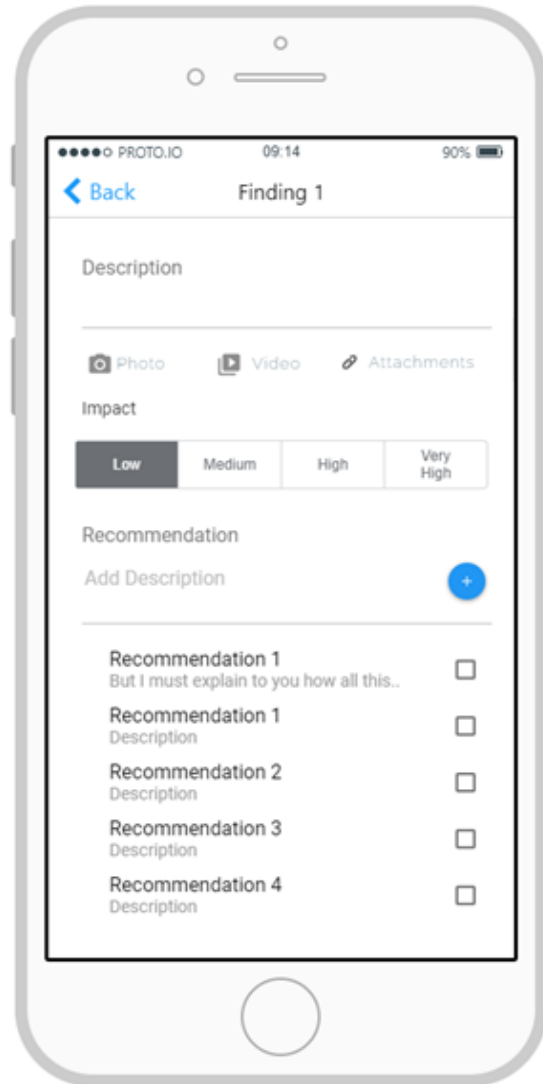 PROTO.IO 09:14 90%
Back Finding 1
Description
Photo Video Attachments
Impact
Low Medium High Very High
Recommendation
Add Description +
Recommendation 1
But I must explain to you how all this..
Recommendation 1
Description
Recommendation 2
Description
Recommendation 3
Description
Recommendation 4
Description